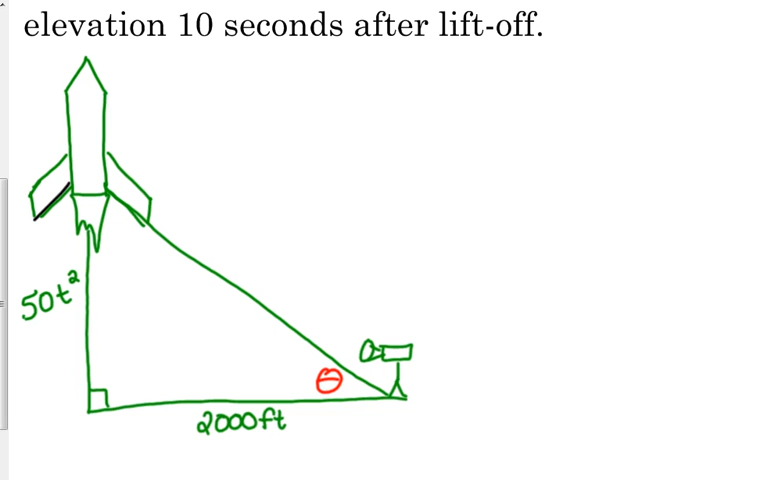 elevation 10 seconds after lift-off.
50t²
θ
2000ft